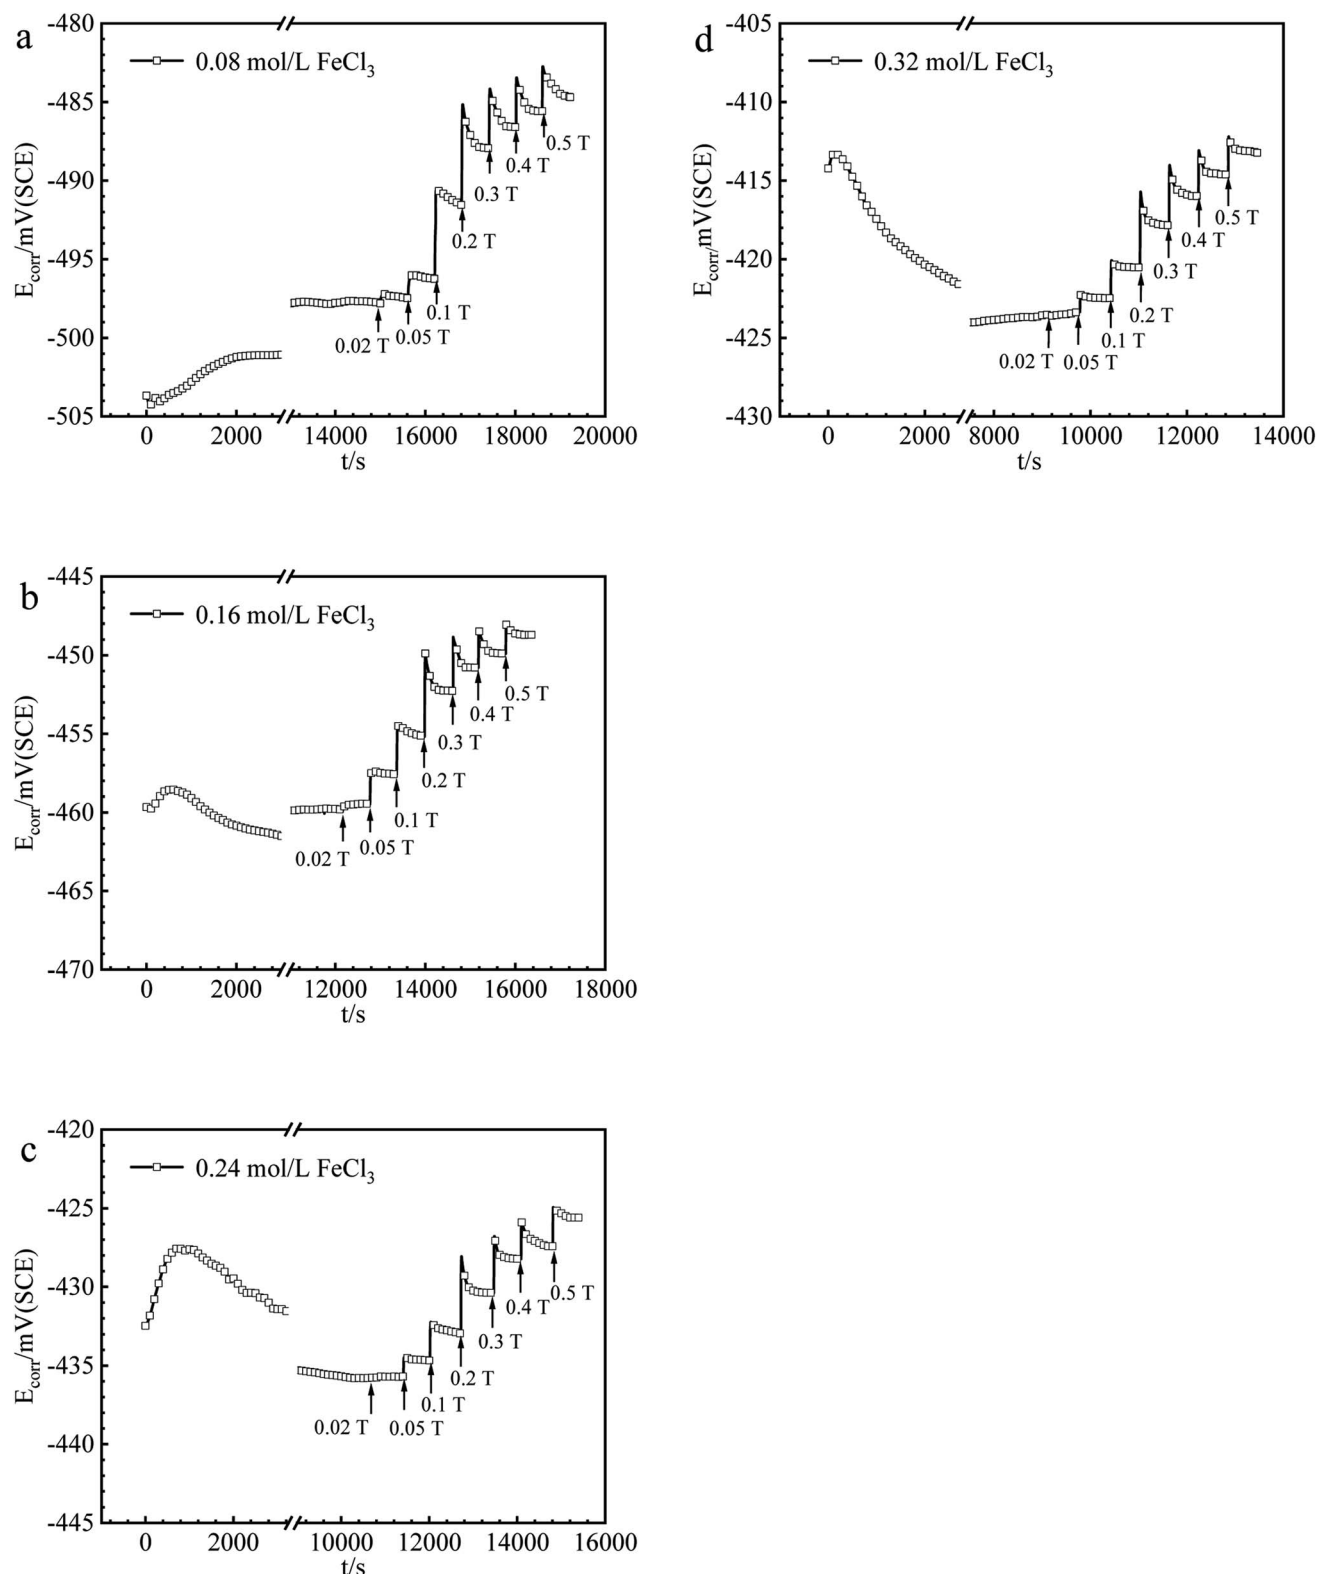 a
-480
-485
-490
-495
-500
-505
E_corr/mV(SCE)
0.08 mol/L FeCl₃
0.02 T
0.05 T
0.1 T
0.2 T
0.3 T
0.4 T
0.5 T
0 2000 14000 16000 18000 20000
t/s
d
-405
-410
-415
-420
-425
-430
E_corr/mV(SCE)
0.32 mol/L FeCl₃
0.02 T
0.05 T
0.1 T
0.2 T
0.3 T
0.4 T
0.5 T
0 2000 8000 10000 12000 14000
t/s
b
-445
-450
-455
-460
-465
-470
E_corr/mV(SCE)
0.16 mol/L FeCl₃
0.02 T
0.05 T
0.1 T
0.2 T
0.3 T
0.4 T
0.5 T
0 2000 12000 14000 16000 18000
t/s
c
-420
-425
-430
-435
-440
-445
E_corr/mV(SCE)
0.24 mol/L FeCl₃
0.02 T
0.05 T
0.1 T
0.2 T
0.3 T
0.4 T
0.5 T
0 2000 10000 12000 14000 16000
t/s